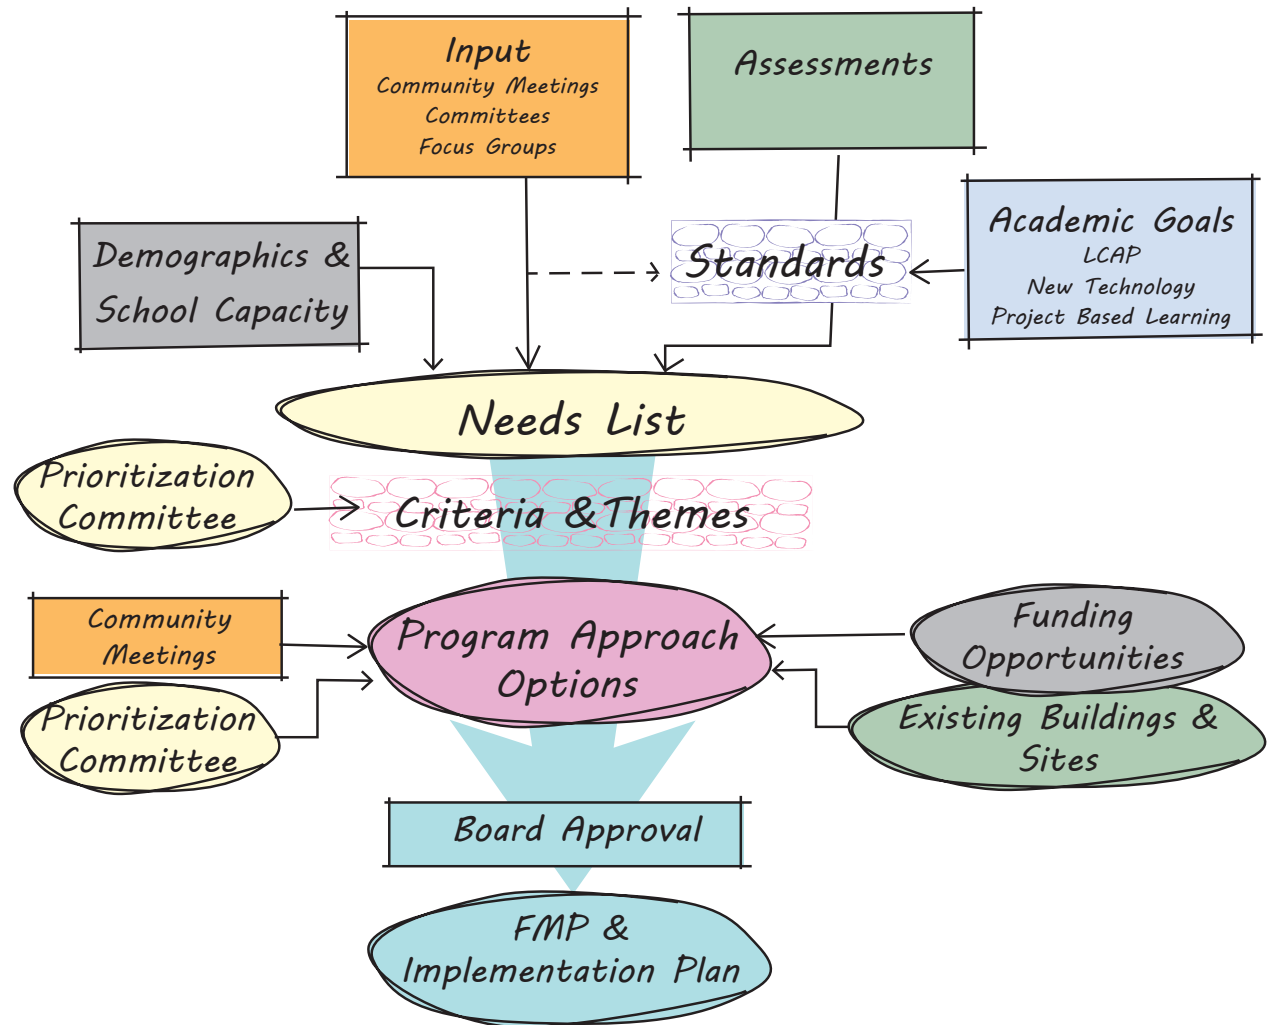 Input
Community Meetings
Committees
Focus Groups
Assessments
Demographics &
School Capacity
Standards
Academic Goals
LCAP
New Technology
Project Based Learning
Needs List
Prioritization
Committee
Criteria &Themes
Community
Meetings
Program Approach
Options
Funding
Opportunities
Prioritization
Committee
Existing Buildings &
Sites
Board Approval
FMP &
Implementation Plan